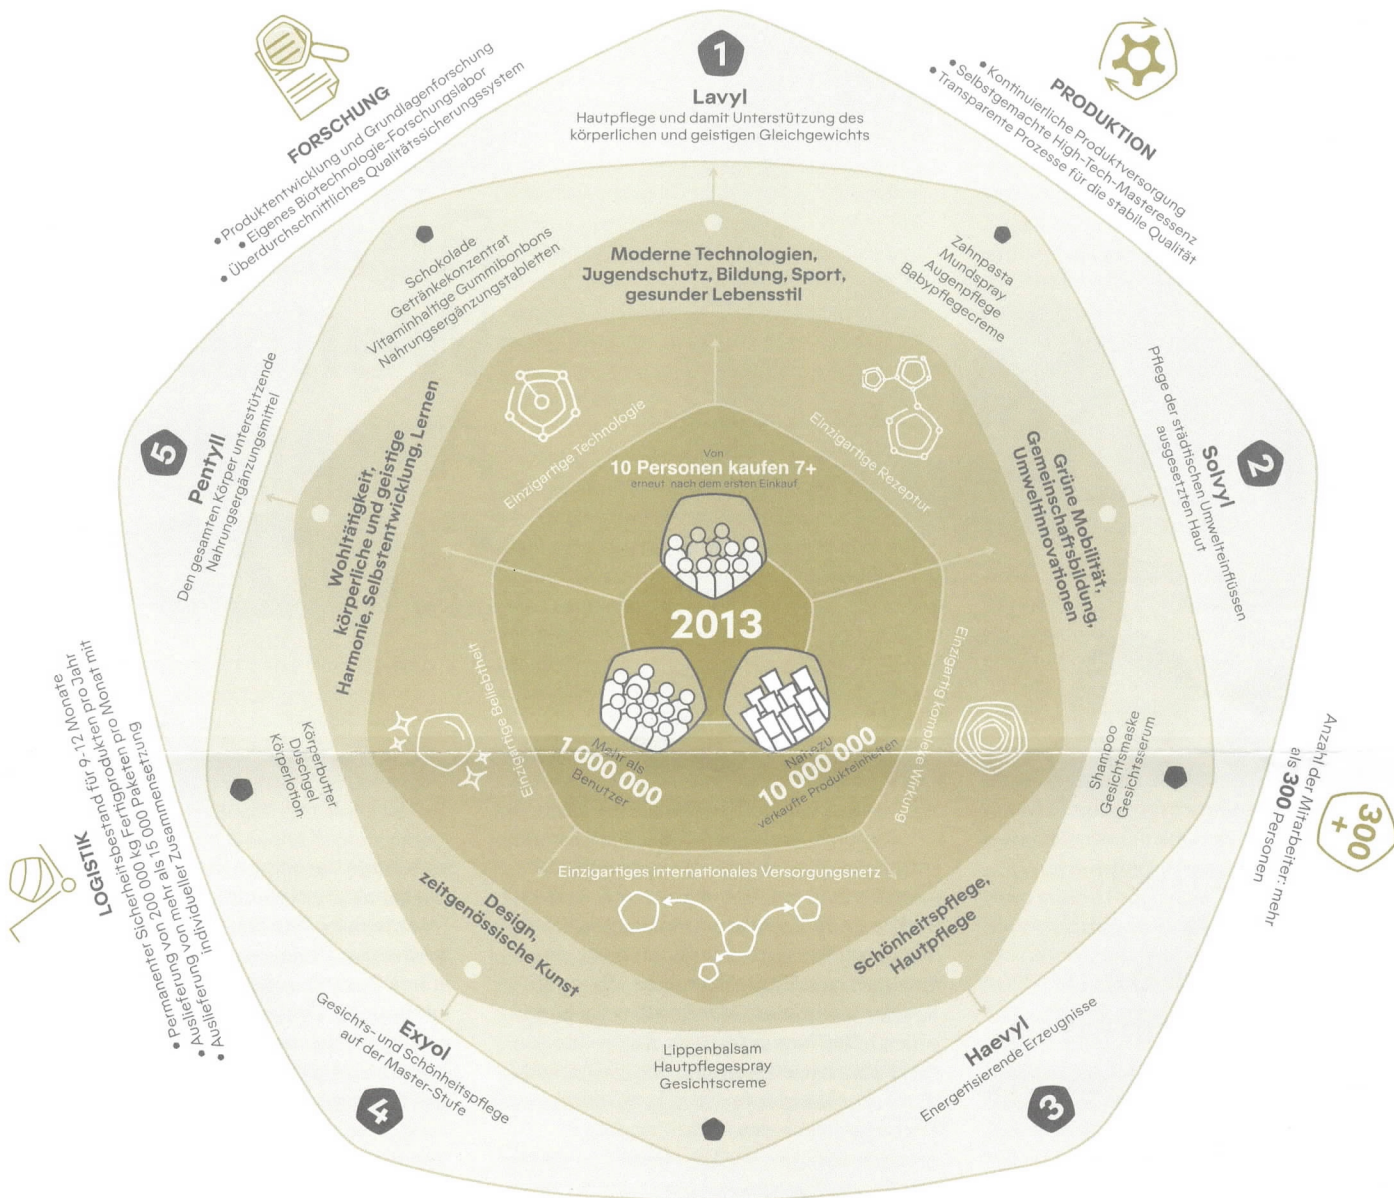 FORSCHUNG
• Produktentwicklung und Grundlagenforschung
• Eigenes Biotechnologie-Forschungslabor
• Überdurchschnittliches Qualitätssicherungssystem
1
Lavyl
Hautpflege und damit Unterstützung des
körperlichen und geistigen Gleichgewichts
PRODUKTION
• Kontinuierliche Produktversorgung
• Selbstgemachte High-Tech-Masteressenz
• Transparente Prozesse für die stabile Qualität
Schokolade
Getränkekonzentrat
Vitaminhaltige Gummibonbons
Nahrungsergänzungstabletten
Moderne Technologien,
Jugendschutz, Bildung, Sport,
gesunder Lebensstil
Zahnpasta
Mundspray
Augenpflege
Babypflegecreme
5
Pentyll
Den gesamten Körper unterstützende
Nahrungsergänzungsmittel
Wohltätigkeit,
körperliche und geistige
Harmonie, Selbstentwicklung, Lernen
Einzigartige Technologie
Einzigartige Rezeptur
Von
10 Personen kaufen 7+
erneut nach dem ersten Einkauf
Grüne Mobilität,
Gemeinschaftsbildung,
Umweltinnovationen
2
Solvyl
Pflege der städtischen Umwelteinflüssen
ausgesetzten Haut
2013
Mehr als
1 000 000
Benutzer
Nahezu
10 000 000
verkaufte Produkteinheiten
Einzigartige Beliebtheit
Einzigartig komplexe Wirkung
Körperbutter
Duschgel
Körperlotion
Shampoo
Gesichtsmaske
Gesichtsserum
Anzahl der Mitarbeiter: mehr
als 300 Personen
300
+
LOGISTIK
• Permanenter Sicherheitsbestand für 9-12 Monate
• Auslieferung von 200 000 kg Fertigprodukten pro Jahr
• Auslieferung von mehr als 15 000 Paketen pro Monat mit
individueller Zusammensetzung
Einzigartiges internationales Versorgungsnetz
Design,
zeitgenössische Kunst
Schönheitspflege,
Hautpflege
4
Exyol
Gesichts- und Schönheitspflege
auf der Master-Stufe
Lippenbalsam
Hautpflegespray
Gesichtscreme
3
Haevyl
Energetisierende Erzeugnisse